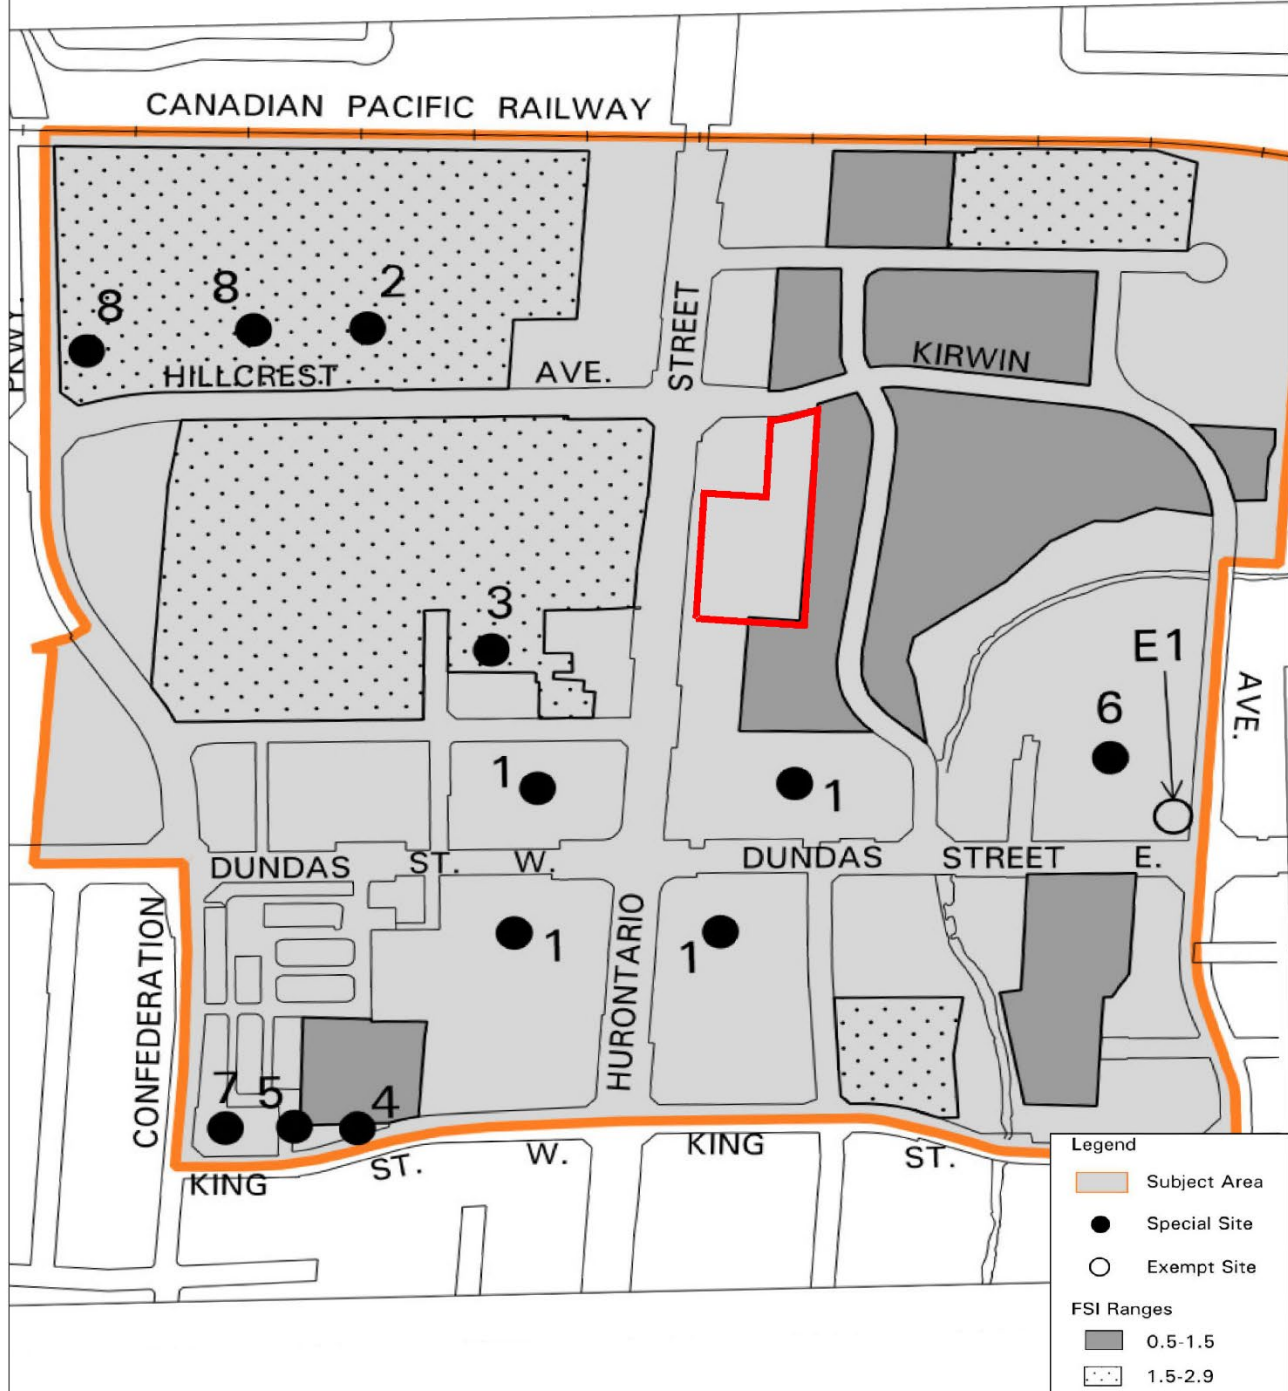 CANADIAN PACIFIC RAILWAY
8
8
2
PKWY.
HILLCREST
AVE.
STREET
KIRWIN
3
E1
6
AVE.
1
1
DUNDAS ST. W.
DUNDAS STREET E.
CONFEDERATION
HURONTARIO
1
1
7
5
4
KING
ST.
W.
KING
ST.
Legend
Subject Area
Special Site
Exempt Site
FSI Ranges
0.5-1.5
1.5-2.9